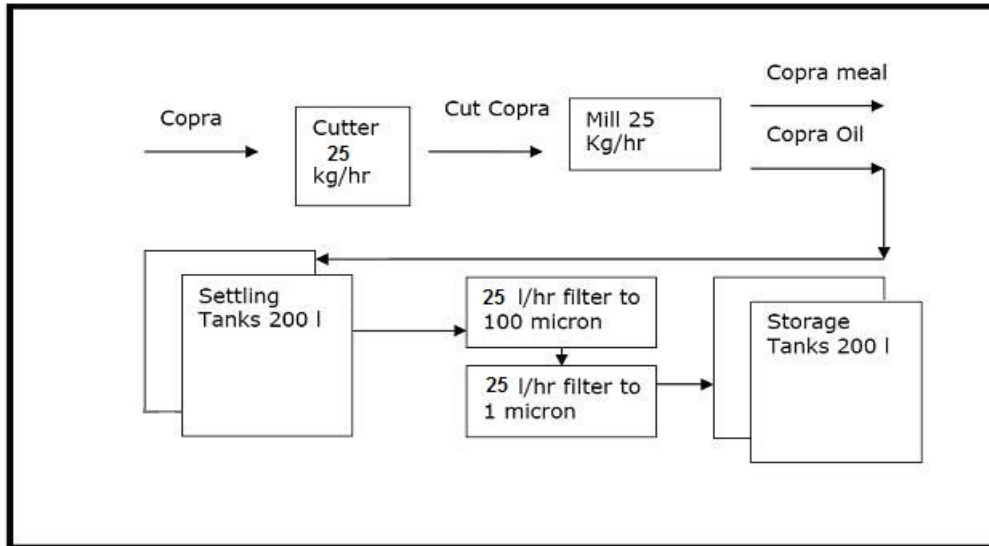 Copra
Cutter
25
kg/hr
Cut Copra
Mill 25
Kg/hr
Copra meal
Copra Oil
Settling
Tanks 200 l
25 l/hr filter to
100 micron
25 l/hr filter to
1 micron
Storage
Tanks 200 l